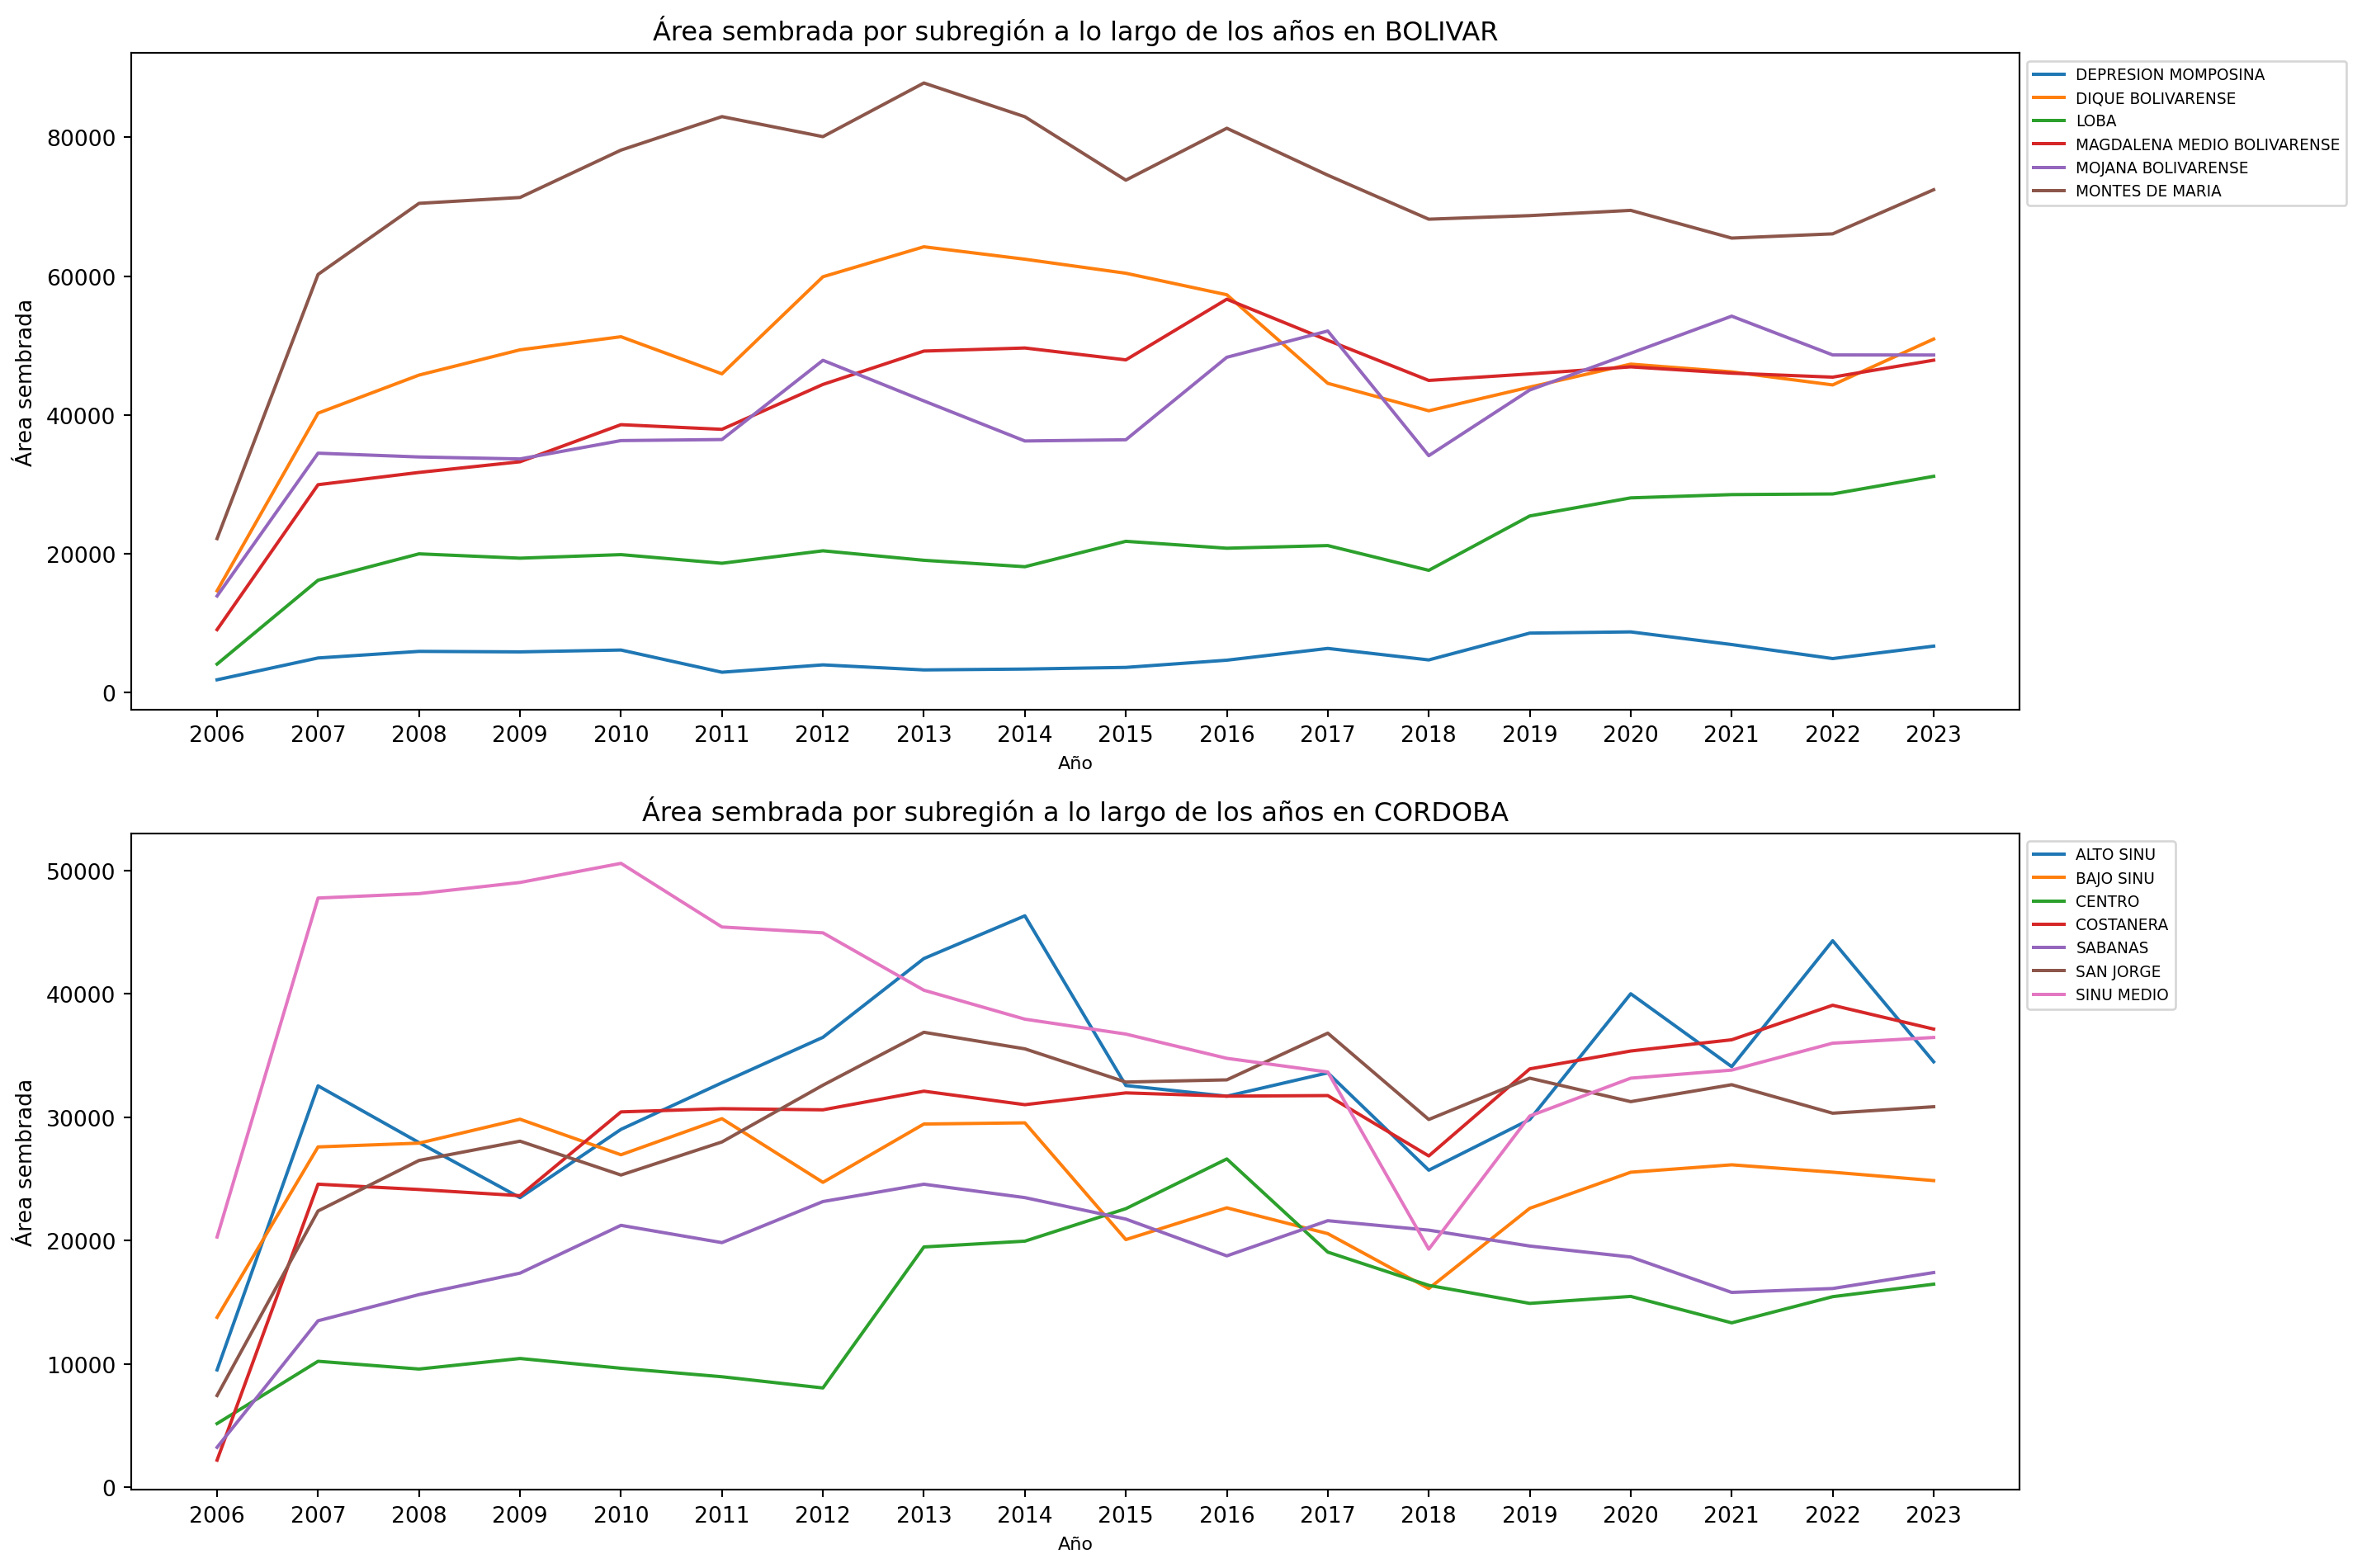 Área sembrada por subregión a lo largo de los años en BOLIVAR
DEPRESION MOMPOSINA
DIQUE BOLIVARENSE
LOBA
MAGDALENA MEDIO BOLIVARENSE
MOJANA BOLIVARENSE
MONTES DE MARIA
Área sembrada
80000
60000
40000
20000
0
2006 2007 2008 2009 2010 2011 2012 2013 2014 2015 2016 2017 2018 2019 2020 2021 2022 2023
Año
Área sembrada por subregión a lo largo de los años en CORDOBA
ALTO SINU
BAJO SINU
CENTRO
COSTANERA
SABANAS
SAN JORGE
SINU MEDIO
Área sembrada
50000
40000
30000
20000
10000
0
2006 2007 2008 2009 2010 2011 2012 2013 2014 2015 2016 2017 2018 2019 2020 2021 2022 2023
Año